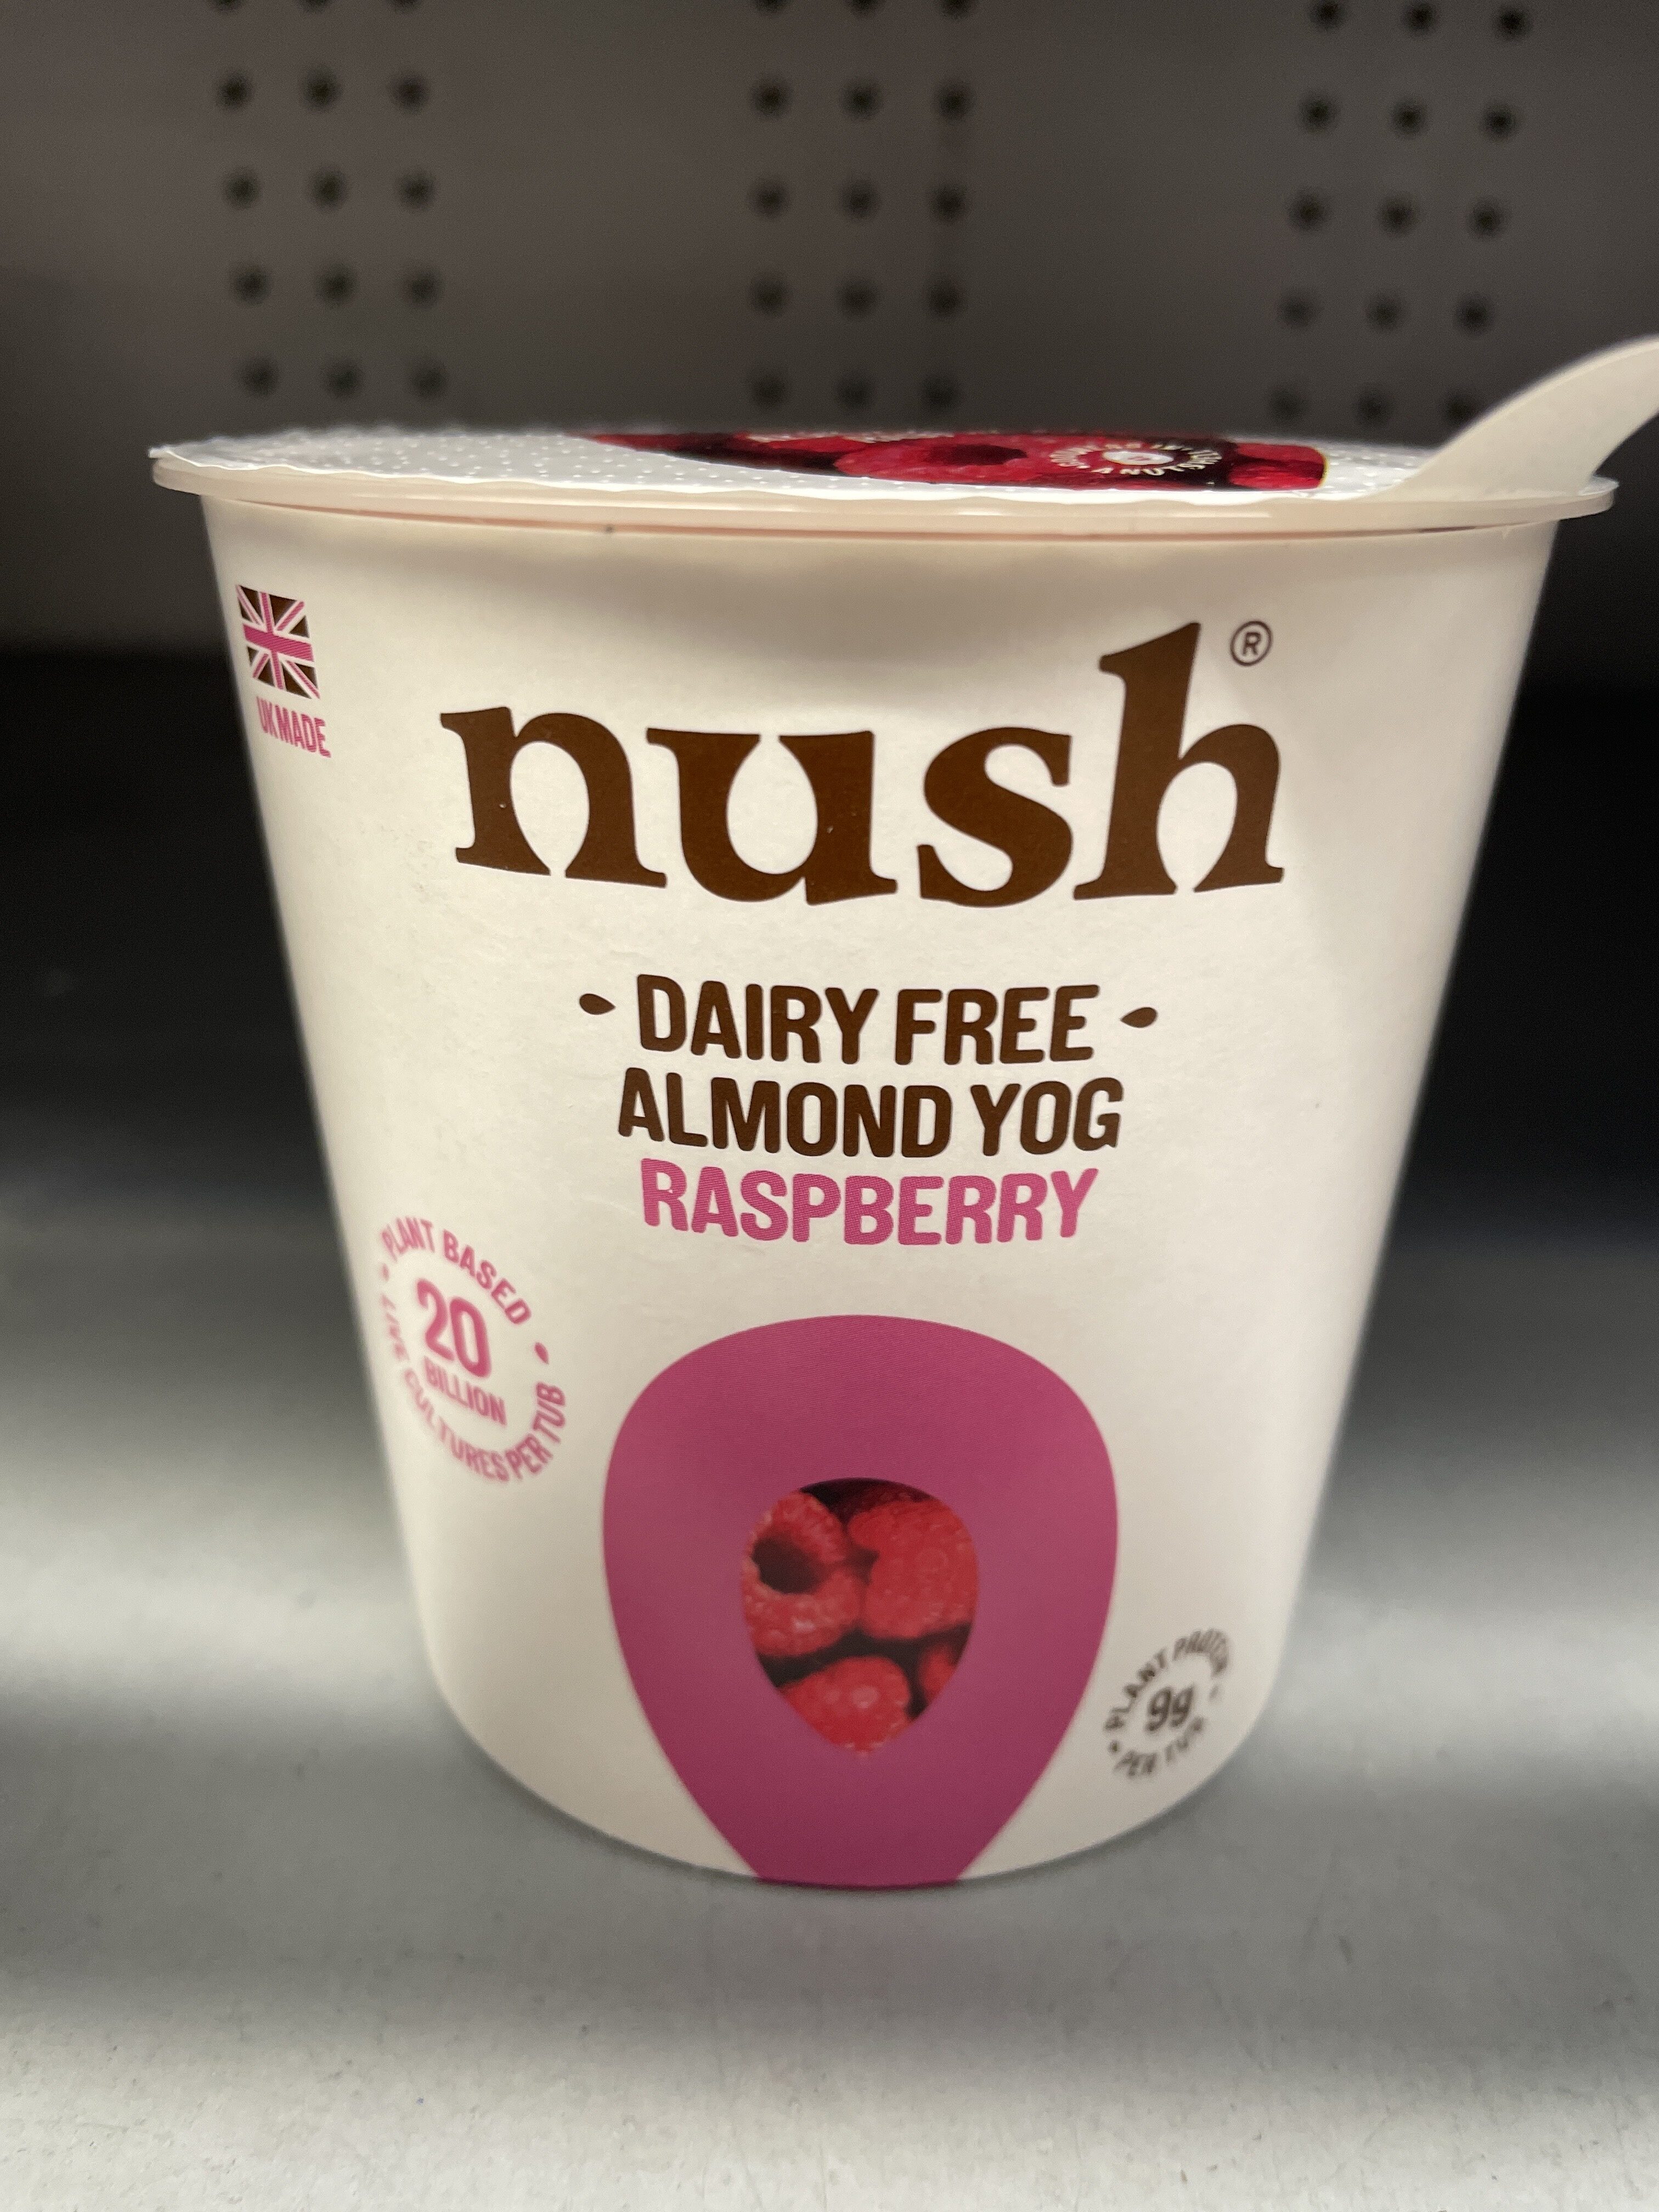 UK MADE
nush®
DAIRY FREE
ALMOND YOG
RASPBERRY
PLANT BASED
20
BILLION
LIVE CULTURES PER TUB
PLANT PROTEIN
9g
PER TUB